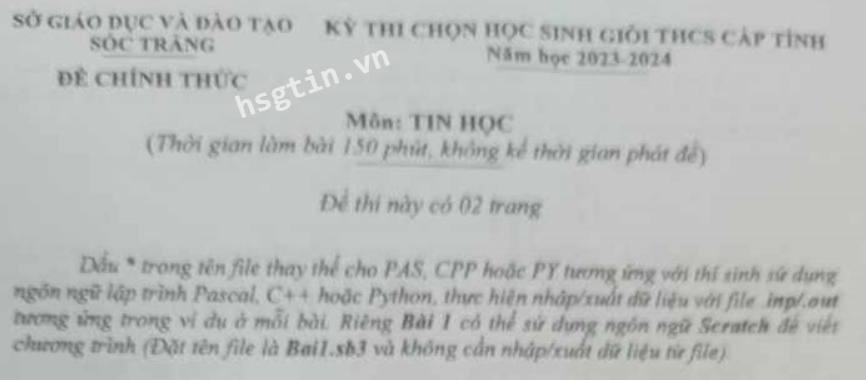 SỞ GIÁO DỤC VÀ ĐÀO TẠO
SÓC TRĂNG
ĐỀ CHÍNH THỨC
KỲ THI CHỌN HỌC SINH GIỎI THCS CẤP TỈNH
Năm học 2023-2024
hsgtin.vn
Môn: TIN HỌC
(Thời gian làm bài 150 phút, không kể thời gian phát đề)
Đề thi này có 02 trang
Dấu * trong tên file thay thế cho PAS, CPP hoặc PY tương ứng với thí sinh sử dụng
ngôn ngữ lập trình Pascal, C++ hoặc Python, thực hiện nhập/xuất dữ liệu với file .inp/.out
tương ứng trong ví dụ ở mỗi bài. Riêng Bài 1 có thể sử dụng ngôn ngữ Scratch để viết
chương trình (Đặt tên file là Bai1.sb3 và không cần nhập/xuất dữ liệu từ file).